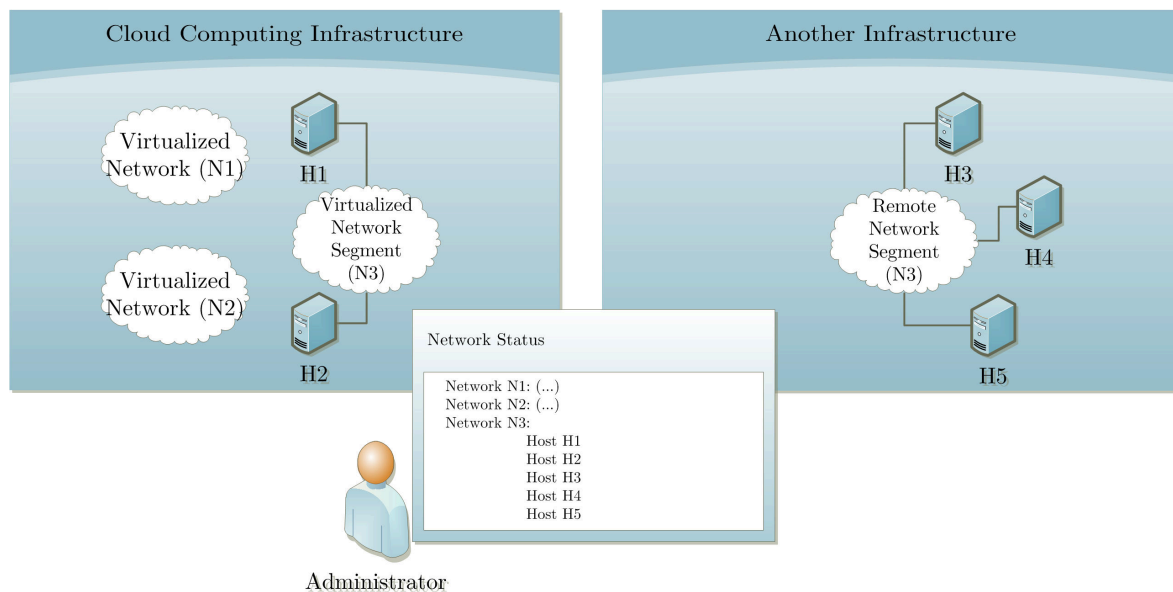 Cloud Computing Infrastructure
Virtualized
Network (N1)
H1
Virtualized
Network
Segment
(N3)
Virtualized
Network (N2)
H2
Another Infrastructure
H3
Remote
Network
Segment
(N3)
H4
H5
Network Status
Network N1: (...)
Network N2: (...)
Network N3:
Host H1
Host H2
Host H3
Host H4
Host H5
Administrator